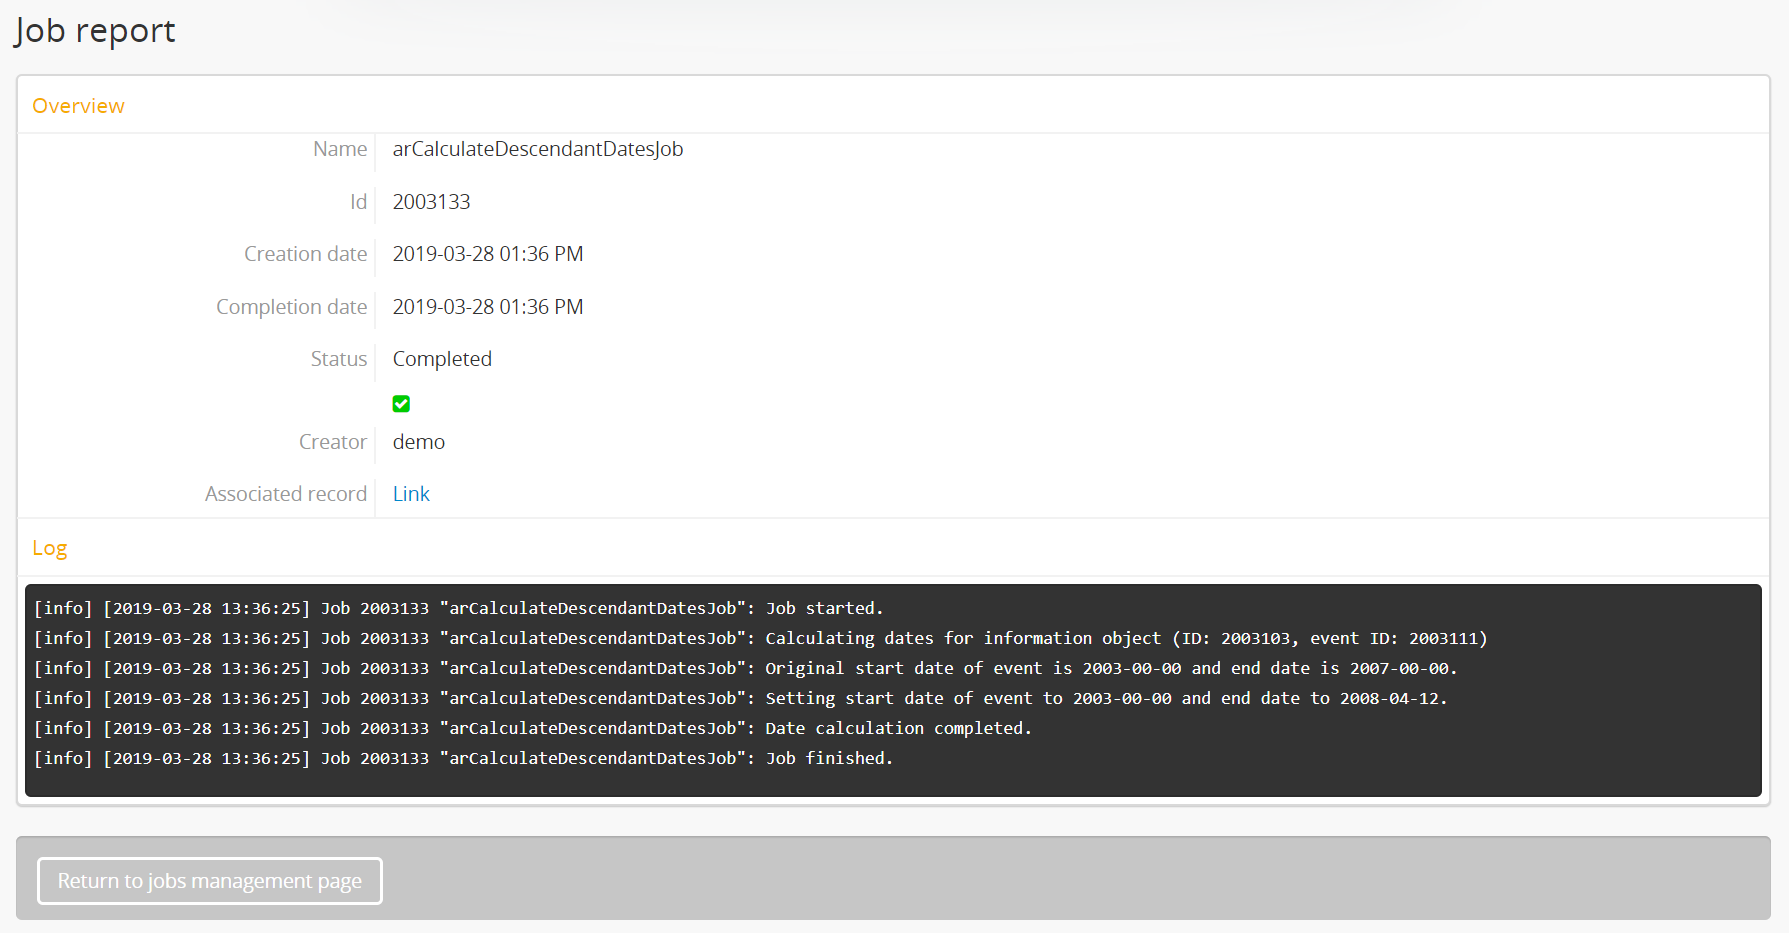 Job report
Overview
Name arCalculateDescendantDatesJob
Id 2003133
Creation date 2019-03-28 01:36 PM
Completion date 2019-03-28 01:36 PM
Status Completed
Creator demo
Associated record Link
Log
[info] [2019-03-28 13:36:25] Job 2003133 "arCalculateDescendantDatesJob": Job started.
[info] [2019-03-28 13:36:25] Job 2003133 "arCalculateDescendantDatesJob": Calculating dates for information object (ID: 2003103, event ID: 2003111)
[info] [2019-03-28 13:36:25] Job 2003133 "arCalculateDescendantDatesJob": Original start date of event is 2003-00-00 and end date is 2007-00-00.
[info] [2019-03-28 13:36:25] Job 2003133 "arCalculateDescendantDatesJob": Setting start date of event to 2003-00-00 and end date to 2008-04-12.
[info] [2019-03-28 13:36:25] Job 2003133 "arCalculateDescendantDatesJob": Date calculation completed.
[info] [2019-03-28 13:36:25] Job 2003133 "arCalculateDescendantDatesJob": Job finished.
Return to jobs management page